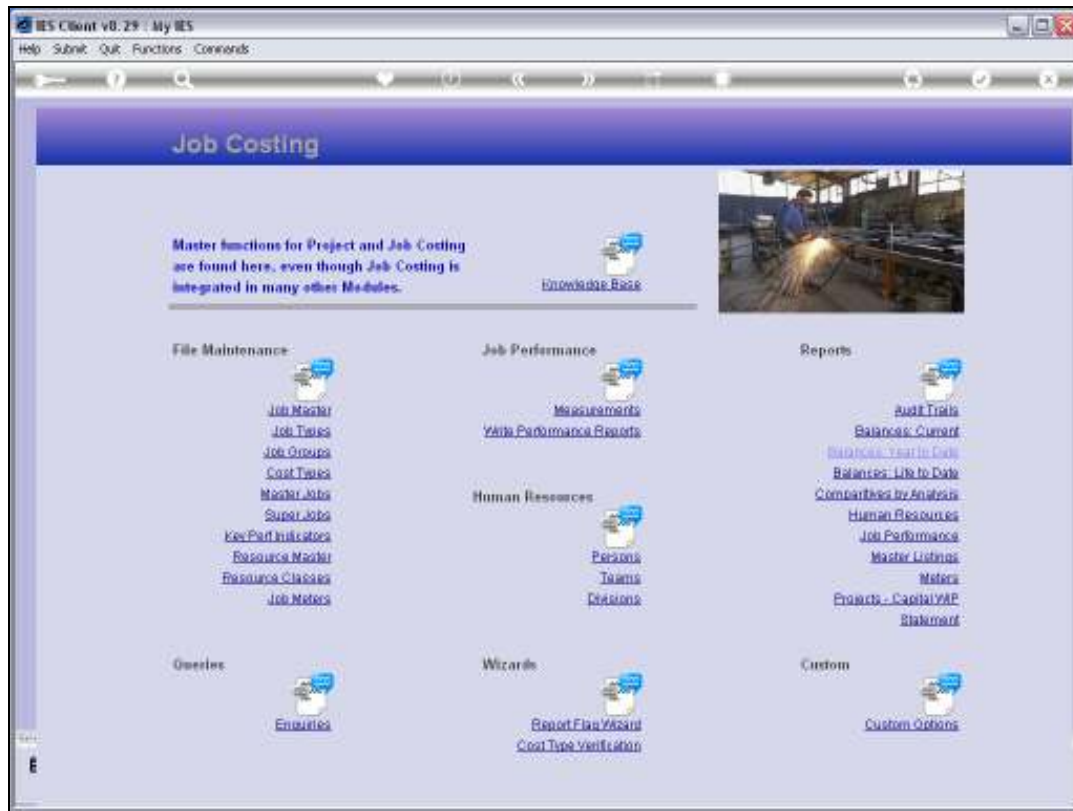 IES Client v8.29 : My IES
Help Submit Quit Functions Commands
Job Costing
Master functions for Project and Job Costing
are found here, even though Job Costing is
integrated in many other Modules.
Knowledge Base
File Maintenance
Job Master
Job Types
Job Groups
Cost Types
Master Jobs
Super Jobs
Key Perf Indicators
Resource Master
Resource Classes
Job Meters
Job Performance
Measurements
Write Performance Reports
Human Resources
Persons
Teams
Divisions
Reports
Audit Trails
Balances: Current
Balances: Year to Date
Balances: Life to Date
Comparitives by Analysis
Human Resources
Job Performance
Master Listings
Meters
Projects - Capital WIP
Statement
Queries
Enquiries
Wizards
Report Flag Wizard
Cost Type Verification
Custom
Custom Options